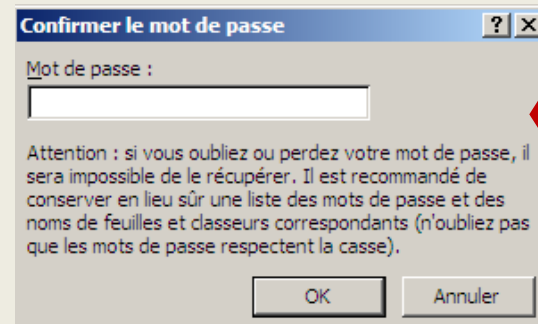 Confirmer le mot de passe
Mot de passe :
Attention : si vous oubliez ou perdez votre mot de passe, il
sera impossible de le récupérer. Il est recommandé de
conserver en lieu sûr une liste des mots de passe et des
noms de feuilles et classeurs correspondants (n'oubliez pas
que les mots de passe respectent la casse).
OK
Annuler